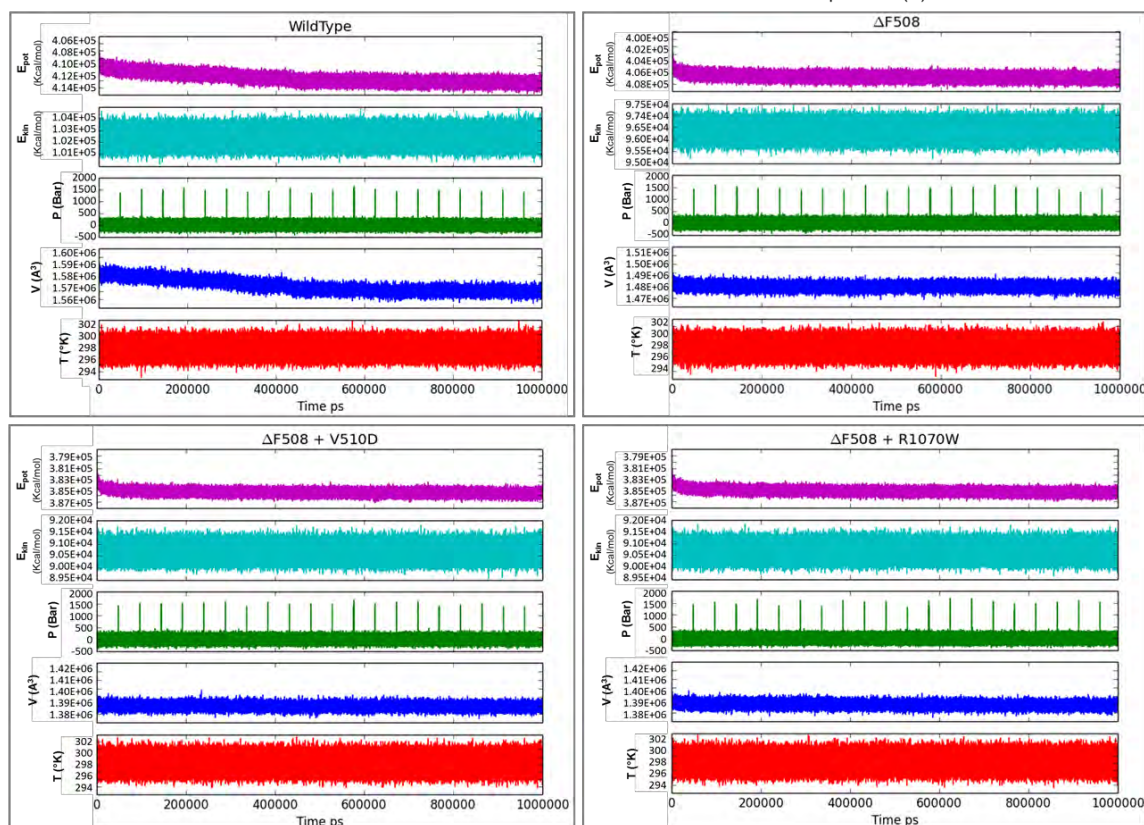 WildType
E_pot (Kcal/mol)
4.06E+05
4.08E+05
4.10E+05
4.12E+05
4.14E+05
E_kin (Kcal/mol)
1.04E+05
1.03E+05
1.02E+05
1.01E+05
P (Bar)
2000
1500
1000
500
0
-500
V (A³)
1.60E+06
1.59E+06
1.57E+06
1.56E+06
T (°K)
302
300
298
296
294
0 200000 400000 600000 800000 1000000
Time ps
ΔF508
E_pot (Kcal/mol)
4.00E+05
4.02E+05
4.04E+05
4.06E+05
4.08E+05
E_kin (Kcal/mol)
9.75E+04
9.74E+04
9.65E+04
9.60E+04
9.55E+04
9.50E+04
P (Bar)
2000
1500
1000
500
0
-500
V (A³)
1.51E+06
1.49E+06
1.48E+06
1.47E+06
T (°K)
302
300
298
296
294
0 200000 400000 600000 800000 1000000
Time ps
ΔF508 + V510D
E_pot (Kcal/mol)
3.79E+05
3.81E+05
3.83E+05
3.85E+05
3.87E+05
E_kin (Kcal/mol)
9.20E+04
9.15E+04
9.10E+04
9.05E+04
9.00E+04
8.95E+04
P (Bar)
2000
1500
1000
500
0
-500
V (A³)
1.42E+06
1.41E+06
1.40E+06
1.39E+06
1.38E+06
T (°K)
302
300
298
296
294
0 200000 400000 600000 800000 1000000
Time ps
ΔF508 + R1070W
E_pot (Kcal/mol)
3.79E+05
3.81E+05
3.83E+05
3.85E+05
3.87E+05
E_kin (Kcal/mol)
9.20E+04
9.15E+04
9.10E+04
9.05E+04
9.00E+04
8.95E+04
P (Bar)
2000
1500
1000
500
0
-500
V (A³)
1.42E+06
1.41E+06
1.40E+06
1.39E+06
1.38E+06
T (°K)
302
300
298
296
294
0 200000 400000 600000 800000 1000000
Time ps